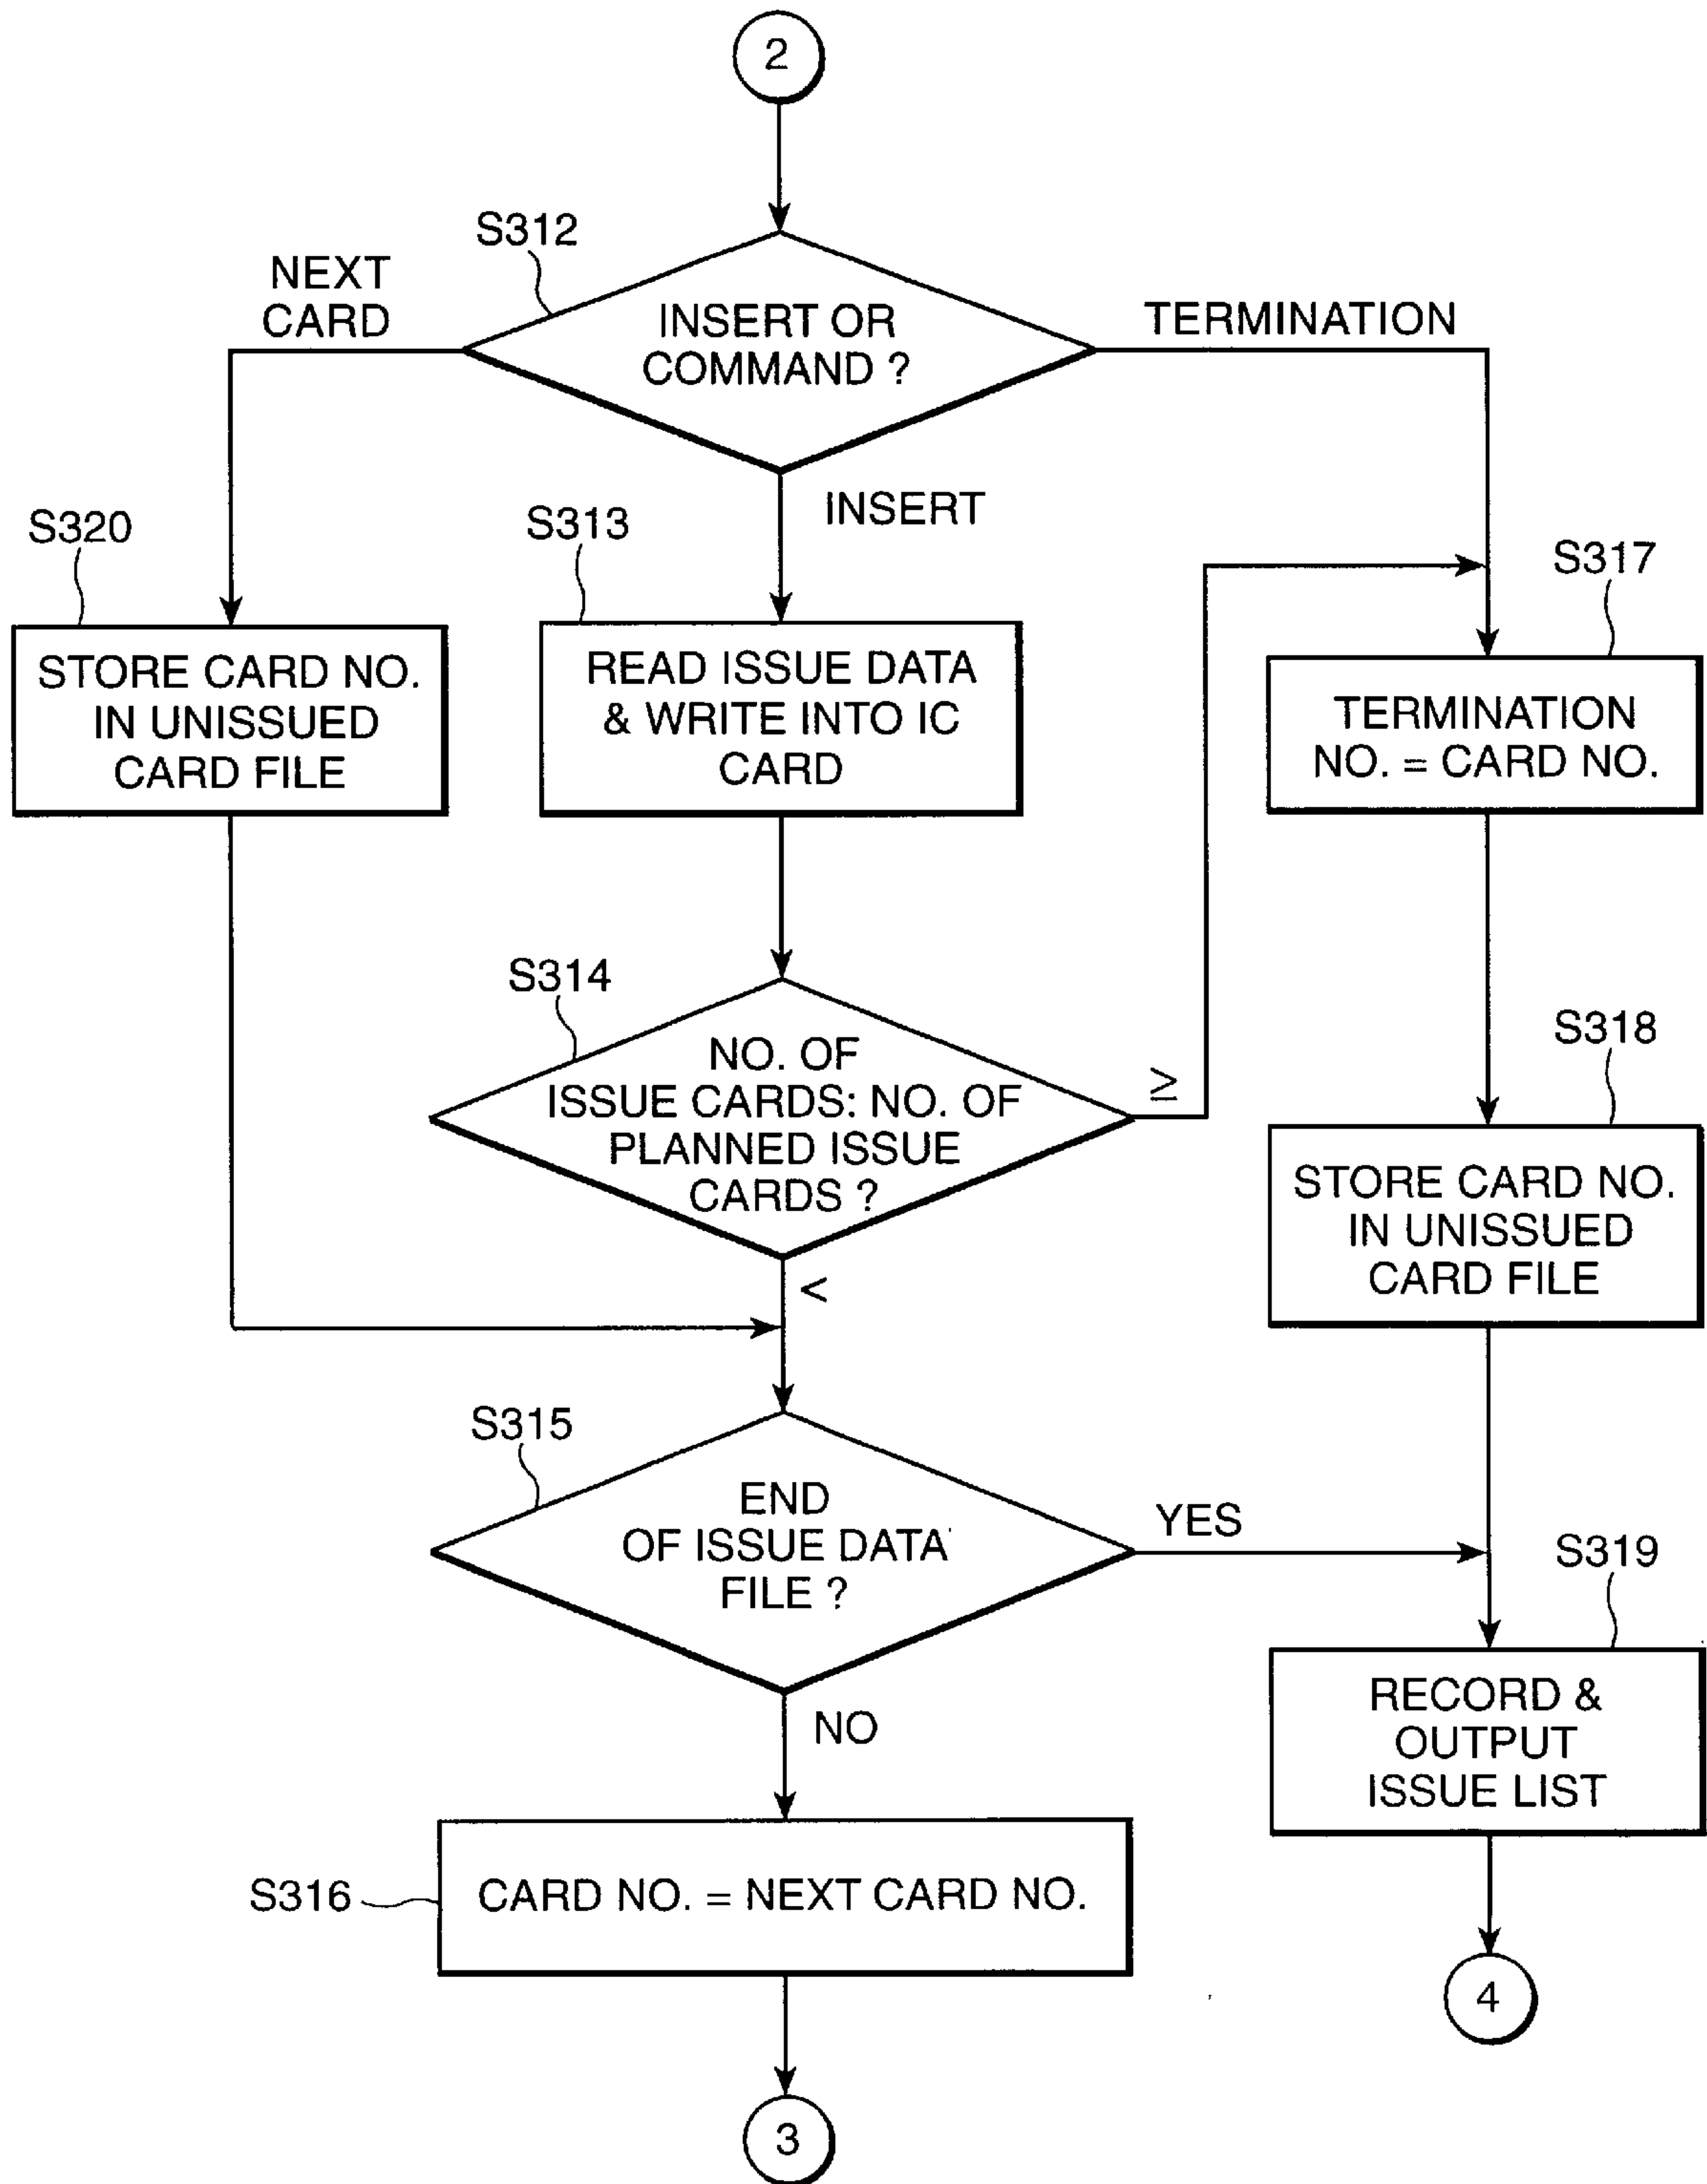 2
S312
NEXT
CARD
INSERT OR
COMMAND ?
TERMINATION
INSERT
S320
STORE CARD NO.
IN UNISSUED
CARD FILE
S313
READ ISSUE DATA
& WRITE INTO IC
CARD
S317
TERMINATION
NO. = CARD NO.
S314
NO. OF
ISSUE CARDS: NO. OF
PLANNED ISSUE
CARDS ?
≥
<
S318
STORE CARD NO.
IN UNISSUED
CARD FILE
S315
END
OF ISSUE DATA
FILE ?
YES
NO
S319
RECORD &
OUTPUT
ISSUE LIST
S316
CARD NO. = NEXT CARD NO.
4
3